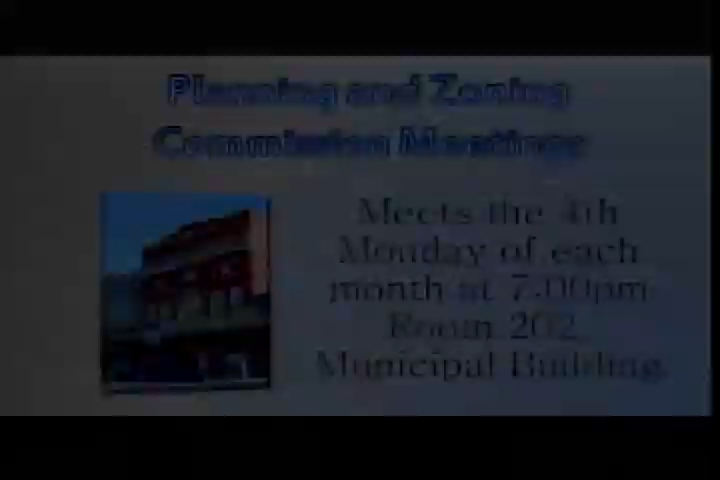 Planning and Zoning
Commission Meetings
Meets the 4th
Monday of each
month at 7:00pm
Room 202
Municipal Building